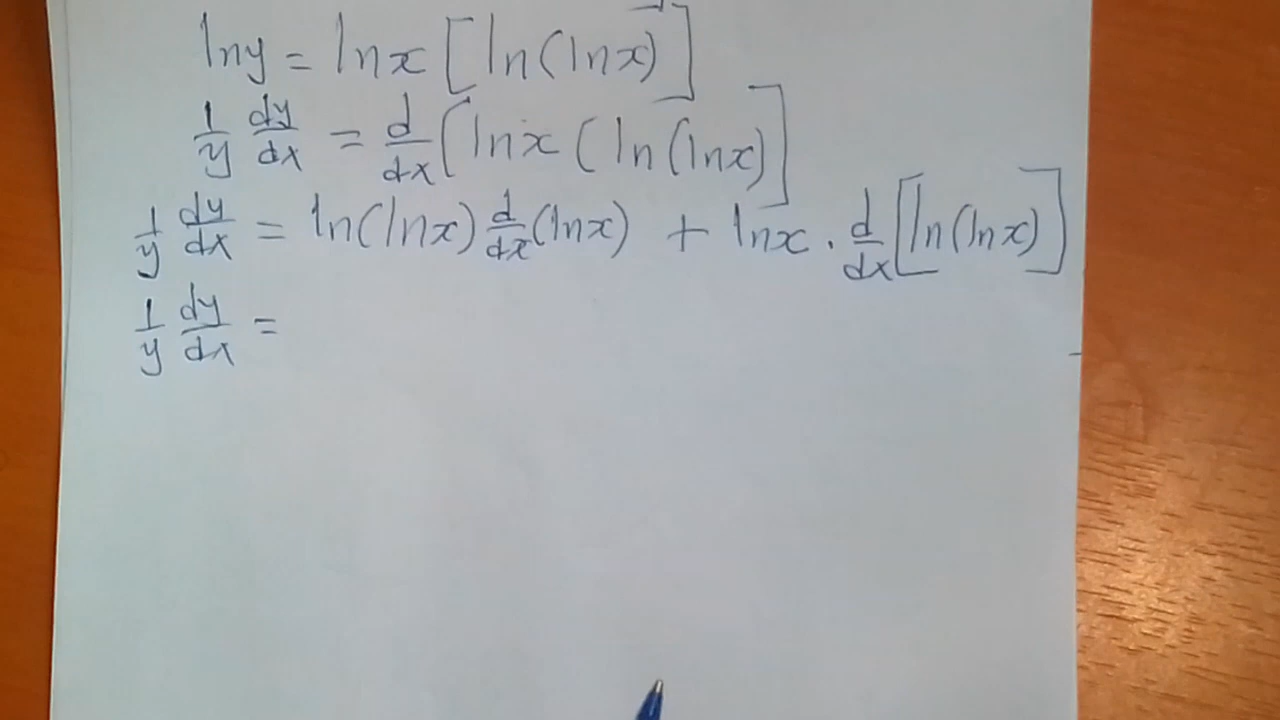 lny = lnx [ln(lnx)]
1/y dy/dx = d/dx [lnx (ln(lnx)]
1/y dy/dx = ln(lnx) d/dx (lnx) + lnx . d/dx [ln(lnx)]
1/y dy/dx =